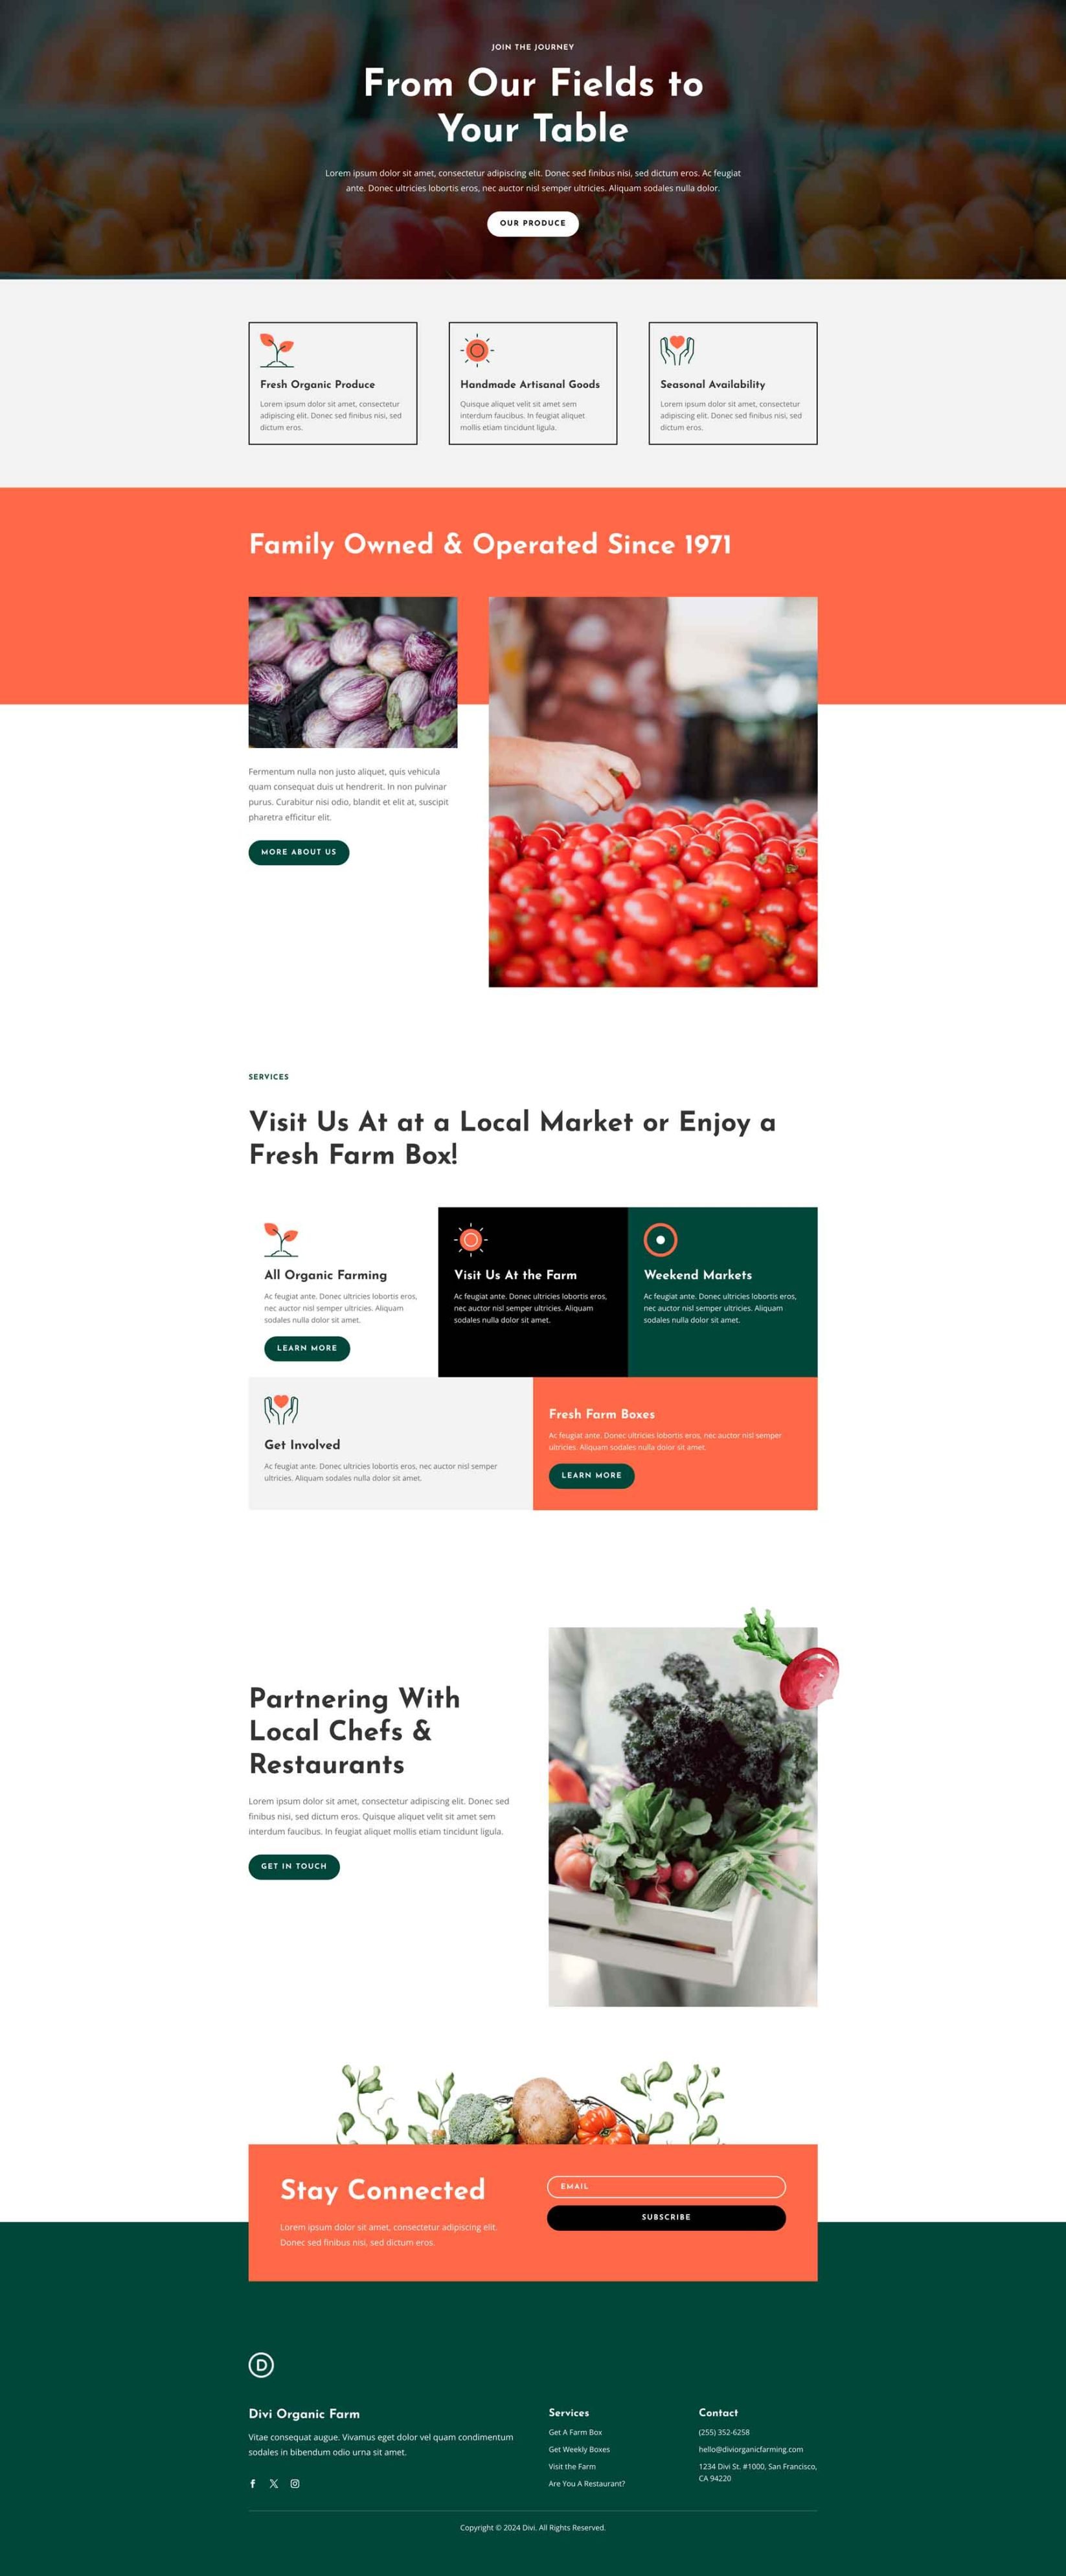 JOIN THE JOURNEY
From Our Fields to
Your Table
Lorem ipsum dolor sit amet, consectetur adipiscing elit. Donec sed finibus nisi, sed dictum eros. Ac feugiat
ante. Donec ultricies lobortis eros, nec auctor nisl semper ultricies. Aliquam sodales nulla dolor.
OUR PRODUCE
Fresh Organic Produce
Lorem ipsum dolor sit amet, consectetur
adipiscing elit. Donec sed finibus nisi, sed
dictum eros.
Handmade Artisanal Goods
Quisque aliquet velit sit amet sem
interdum faucibus. In feugiat aliquet
mollis etiam tincidunt ligula.
Seasonal Availability
Lorem ipsum dolor sit amet, consectetur
adipiscing elit. Donec sed finibus nisi, sed
dictum eros.
Family Owned & Operated Since 1971
Fermentum nulla non justo aliquet, quis vehicula
quam consequat duis ut hendrerit. In non pulvinar
purus. Curabitur nisi odio, blandit et elit at, suscipit
pharetra efficitur elit.
MORE ABOUT US
SERVICES
Visit Us At at a Local Market or Enjoy a
Fresh Farm Box!
All Organic Farming
Ac feugiat ante. Donec ultricies lobortis eros,
nec auctor nisl semper ultricies. Aliquam
sodales nulla dolor sit amet.
LEARN MORE
Visit Us At the Farm
Ac feugiat ante. Donec ultricies lobortis eros,
nec auctor nisl semper ultricies. Aliquam
sodales nulla dolor sit amet.
Weekend Markets
Ac feugiat ante. Donec ultricies lobortis eros,
nec auctor nisl semper ultricies. Aliquam
sodales nulla dolor sit amet.
Get Involved
Ac feugiat ante. Donec ultricies lobortis eros, nec auctor nisl semper
ultricies. Aliquam sodales nulla dolor sit amet.
Fresh Farm Boxes
Ac feugiat ante. Donec ultricies lobortis eros, nec auctor nisl semper
ultricies. Aliquam sodales nulla dolor sit amet.
LEARN MORE
Partnering With
Local Chefs &
Restaurants
Lorem ipsum dolor sit amet, consectetur adipiscing elit. Donec sed
finibus nisi, sed dictum eros. Quisque aliquet velit sit amet sem
interdum faucibus. In feugiat aliquet mollis etiam tincidunt ligula.
GET IN TOUCH
Stay Connected
Lorem ipsum dolor sit amet, consectetur adipiscing elit.
Donec sed finibus nisi, sed dictum eros.
EMAIL
SUBSCRIBE
D
Divi Organic Farm
Vitae consequat augue. Vivamus eget dolor vel quam condimentum
sodales in bibendum odio urna sit amet.
Services
Get A Farm Box
Get Weekly Boxes
Visit the Farm
Are You A Restaurant?
Contact
(255) 352-6258
hello@diviorganicfarming.com
1234 Divi St. #1000, San Francisco,
CA 94220
Copyright © 2024 Divi. All Rights Reserved.